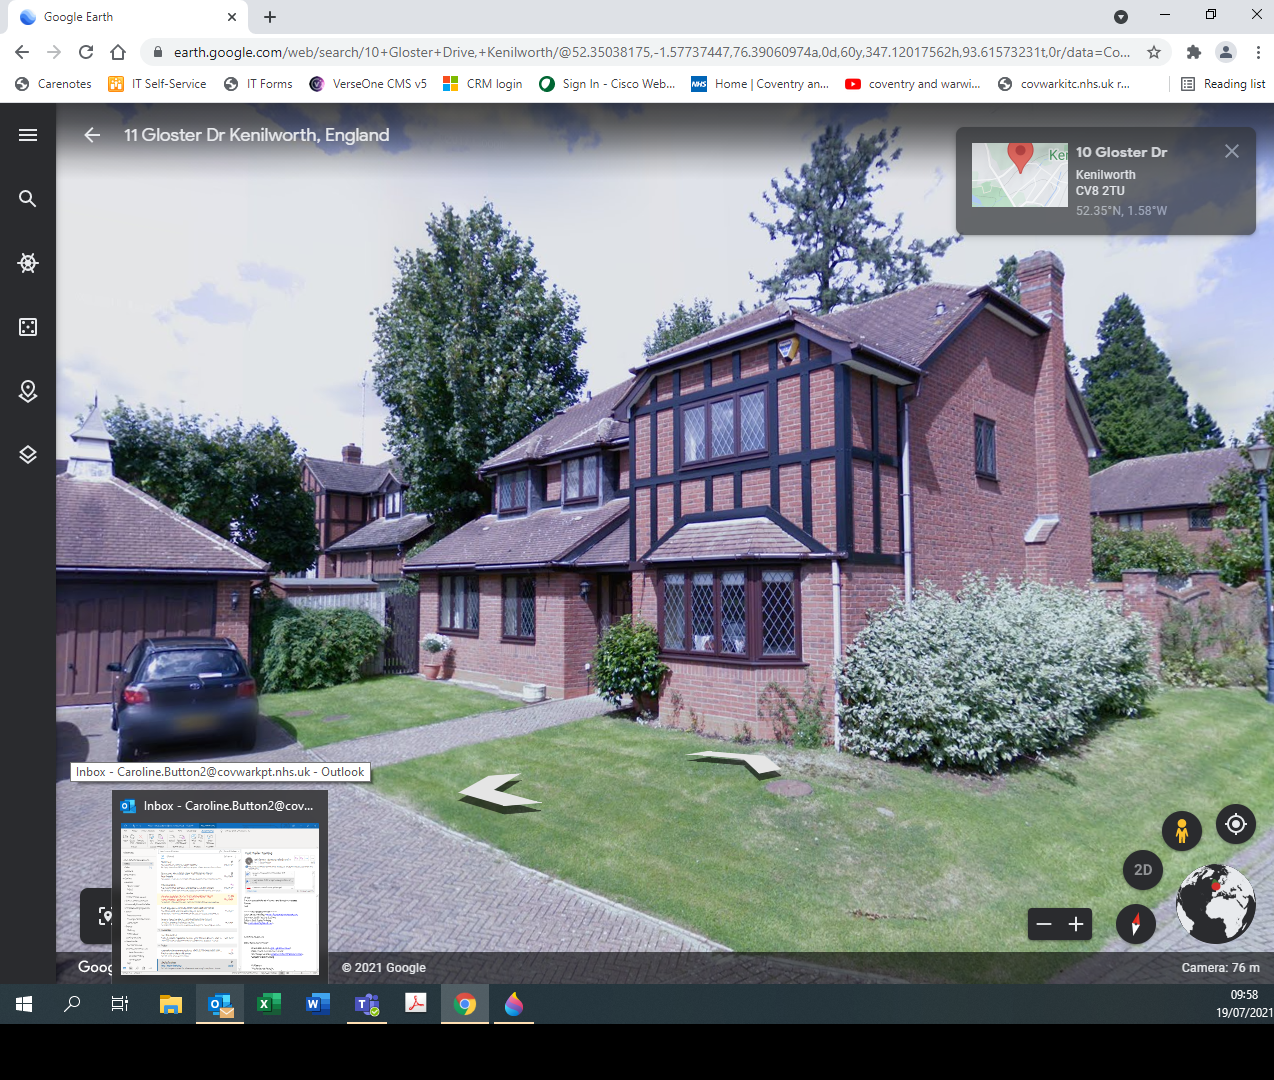 Google Earth
earth.google.com/web/search/10+Gloster+Drive,+Kenilworth/@52.35038175,-1.57737447,76.39060974a,0d,60y,347.12017562h,93.61573231t,0r/data=Co...
Carenotes
IT Self-Service
IT Forms
VerseOne CMS v5
CRM login
Sign In - Cisco Web...
NHS
Home | Coventry an...
coventry and warwi...
covwarkitc.nhs.uk r...
Reading list
11 Gloster Dr Kenilworth, England
Ker
10 Gloster Dr
Kenilworth
CV8 2TU
52.35°N, 1.58°W
Inbox - Caroline.Button2@covwarkpt.nhs.uk - Outlook
Inbox - Caroline.Button2@cov...
2D
Goog
© 2021 Google
Camera: 76 m
09:58
19/07/2021